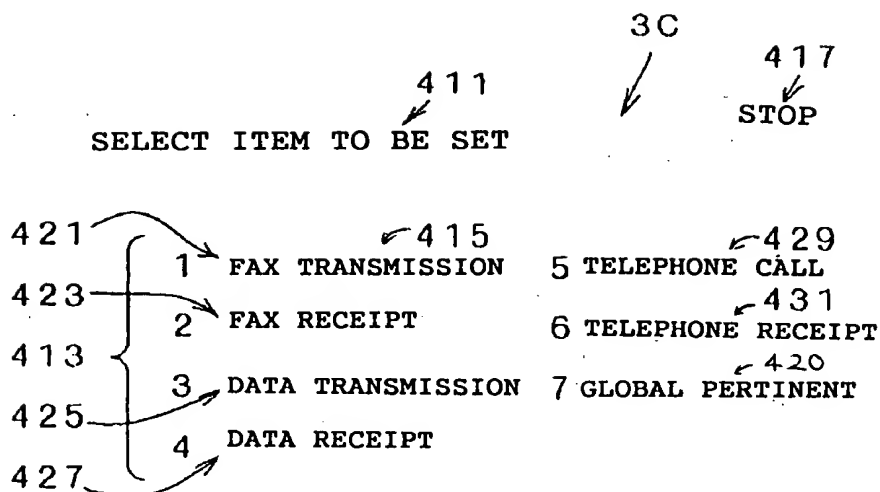 3C
417
411
STOP
SELECT ITEM TO BE SET
421
415
429
1 FAX TRANSMISSION 5 TELEPHONE CALL
423
431
2 FAX RECEIPT 6 TELEPHONE RECEIPT
413
420
3 DATA TRANSMISSION 7 GLOBAL PERTINENT
425
4 DATA RECEIPT
427